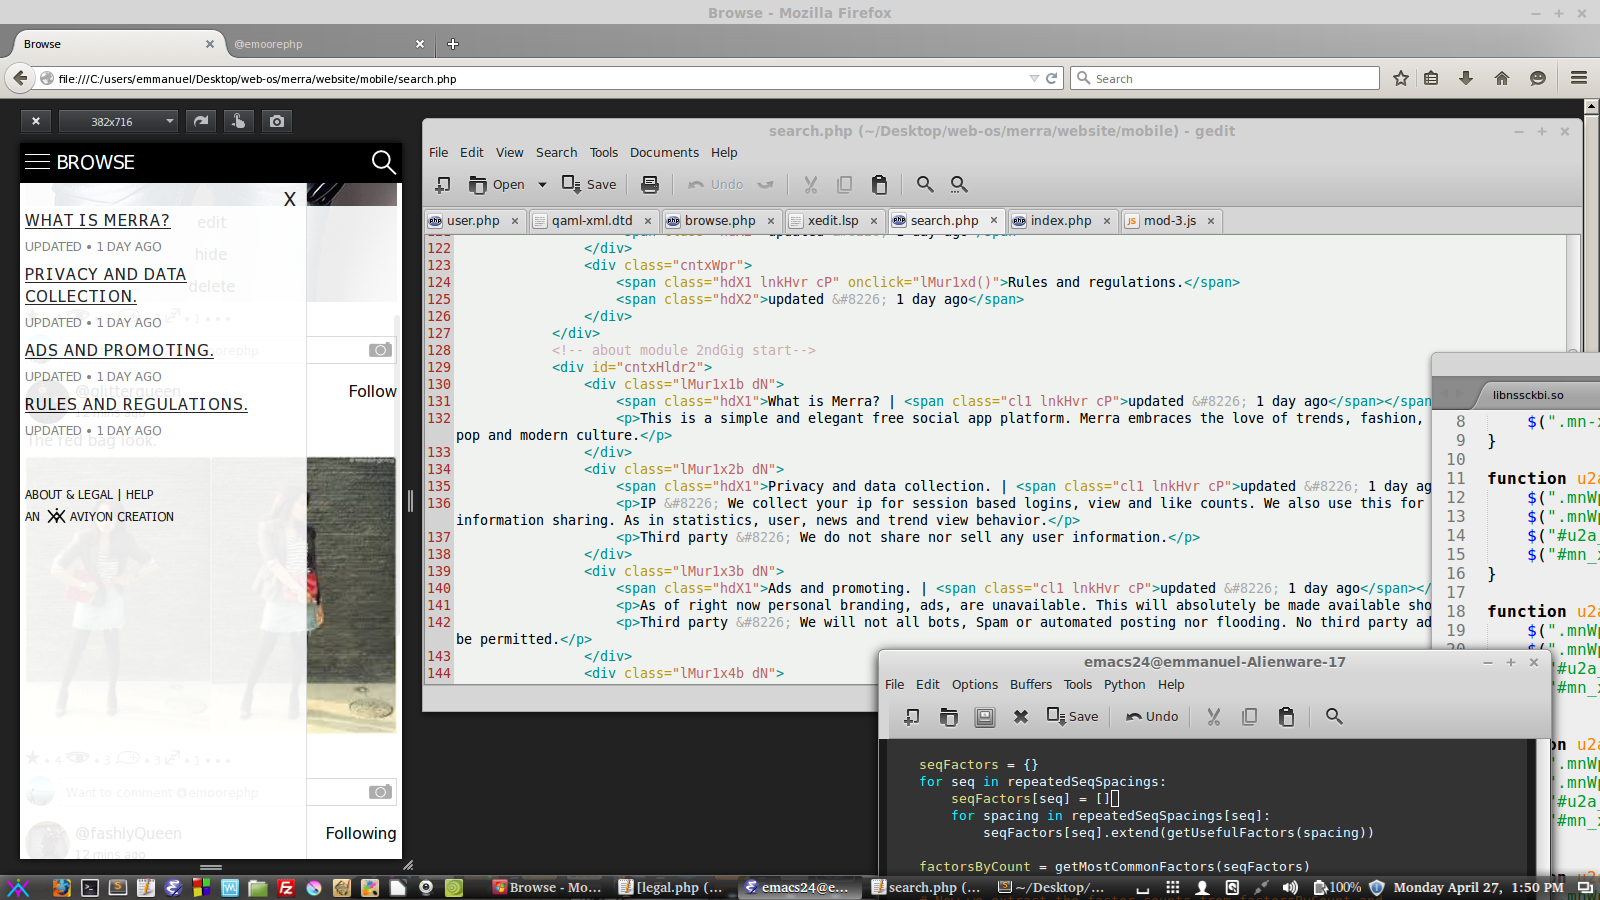 Browse - Mozilla Firefox
Browse
@emoorephp
file:///C:/users/emmanuel/Desktop/web-os/merra/website/mobile/search.php
Search
382x716
BROWSE
X
WHAT IS MERRA?
edit
UPDATED • 1 DAY AGO
hide
PRIVACY AND DATA
COLLECTION.
delete
UPDATED • 1 DAY AGO
ADS AND PROMOTING.
UPDATED • 1 DAY AGO
@glitterqueen
Follow
RULES AND REGULATIONS.
UPDATED • 1 DAY AGO
The red bag look.
ABOUT & LEGAL | HELP
AN AVIYON CREATION
• 4 • 3 • 3 • 1 • • •
Want to comment @emoorephp
@fashlyQueen
Following
12 mins ago
search.php (~/Desktop/web-os/merra/website/mobile) - gedit
File Edit View Search Tools Documents Help
Open Save Undo
user.php qaml-xml.dtd browse.php xedit.lsp search.php index.php mod-3.js
122 </div>
123 <div class="cntxWpr">
124 <span class="hdX1 lnkHvr cP" onclick="lMur1xd()">Rules and regulations.</span>
125 <span class="hdX2">updated &#8226; 1 day ago</span>
126 </div>
127 </div>
128 <!-- about module 2ndGig start-->
129 <div id="cntxHldr2">
130 <div class="lMur1x1b dN">
131 <span class="hdX1">What is Merra? | <span class="cl1 lnkHvr cP">updated &#8226; 1 day ago</span></span
132 <p>This is a simple and elegant free social app platform. Merra embraces the love of trends, fashion,
pop and modern culture.</p>
133 </div>
134 <div class="lMur1x2b dN">
135 <span class="hdX1">Privacy and data collection. | <span class="cl1 lnkHvr cP">updated &#8226; 1 day ag
136 <p>IP &#8226; We collect your ip for session based logins, view and like counts. We also use this for
information sharing. As in statistics, user, news and trend view behavior.</p>
137 <p>Third party &#8226; We do not share nor sell any user information.</p>
138 </div>
139 <div class="lMur1x3b dN">
140 <span class="hdX1">Ads and promoting. | <span class="cl1 lnkHvr cP">updated &#8226; 1 day ago</span></
141 <p>As of right now personal branding, ads, are unavailable. This will absolutely be made available sho
142 <p>Third party &#8226; We will not all bots, Spam or automated posting nor flooding. No third party ad
be permitted.</p>
143 </div>
144 <div class="lMur1x4b dN">
libnssckbi.so
8 $(".mn-x
9 }
10
11 function u2a
12 $(".mnWp
13 $(".mnWp
14 $("#u2a_
15 $("#mn_x
16 }
17
18 function u2a
19 $(".mnWp
emacs24@emmanuel-Alienware-17
File Edit Options Buffers Tools Python Help
Save Undo
seqFactors = {}
for seq in repeatedSeqSpacings:
seqFactors[seq] = []
for spacing in repeatedSeqSpacings[seq]:
seqFactors[seq].extend(getUsefulFactors(spacing))
factorsByCount = getMostCommonFactors(seqFactors)
Browse - Mo...
[legal.php (...
emacs24@e...
search.php (...
~/Desktop/...
100%
Monday April 27, 1:50 PM